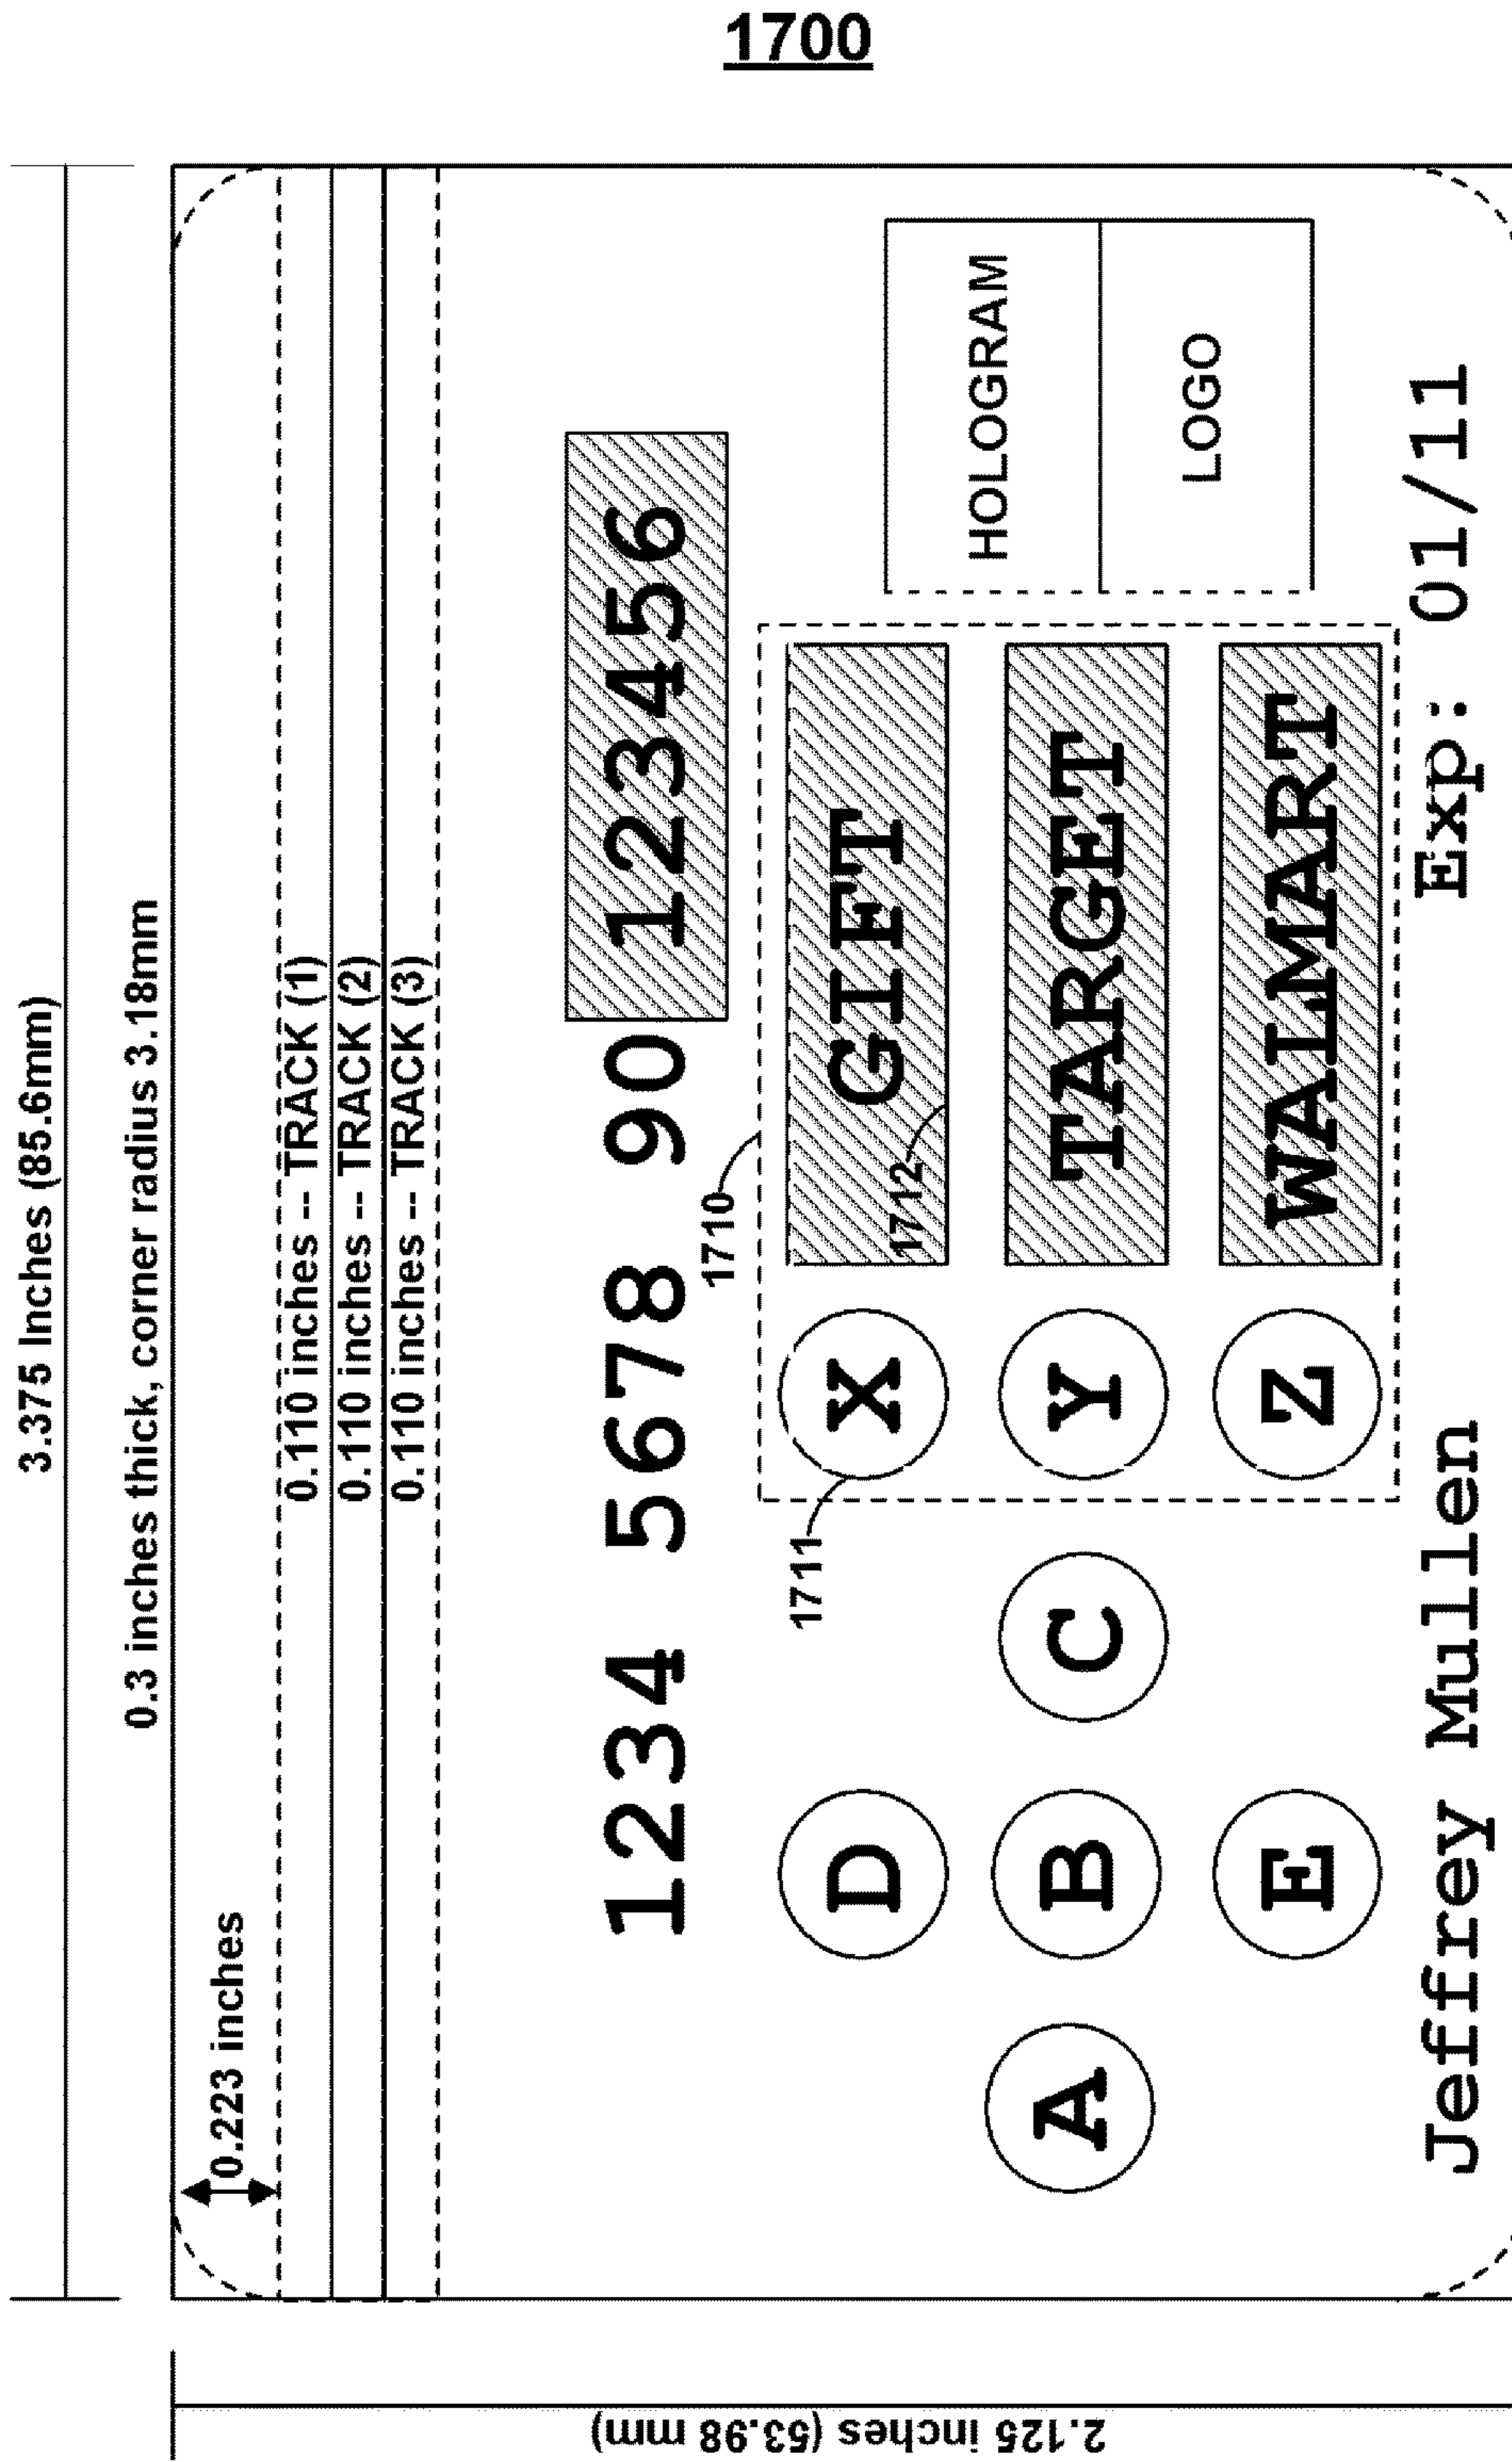 1700
3.375 Inches (85.6mm)
0.3 inches thick, corner radius 3.18mm
0.223 inches
0.110 inches -- TRACK (1)
0.110 inches -- TRACK (2)
0.110 inches -- TRACK (3)
2.125 inches (53.98 mm)
1234 5678 90 123456
1710
1711
D
X
GIFT
1712
HOLOGRAM
A
B
C
Y
TARGET
LOGO
E
Z
WALMART
Jeffrey Mullen
Exp: 01/11